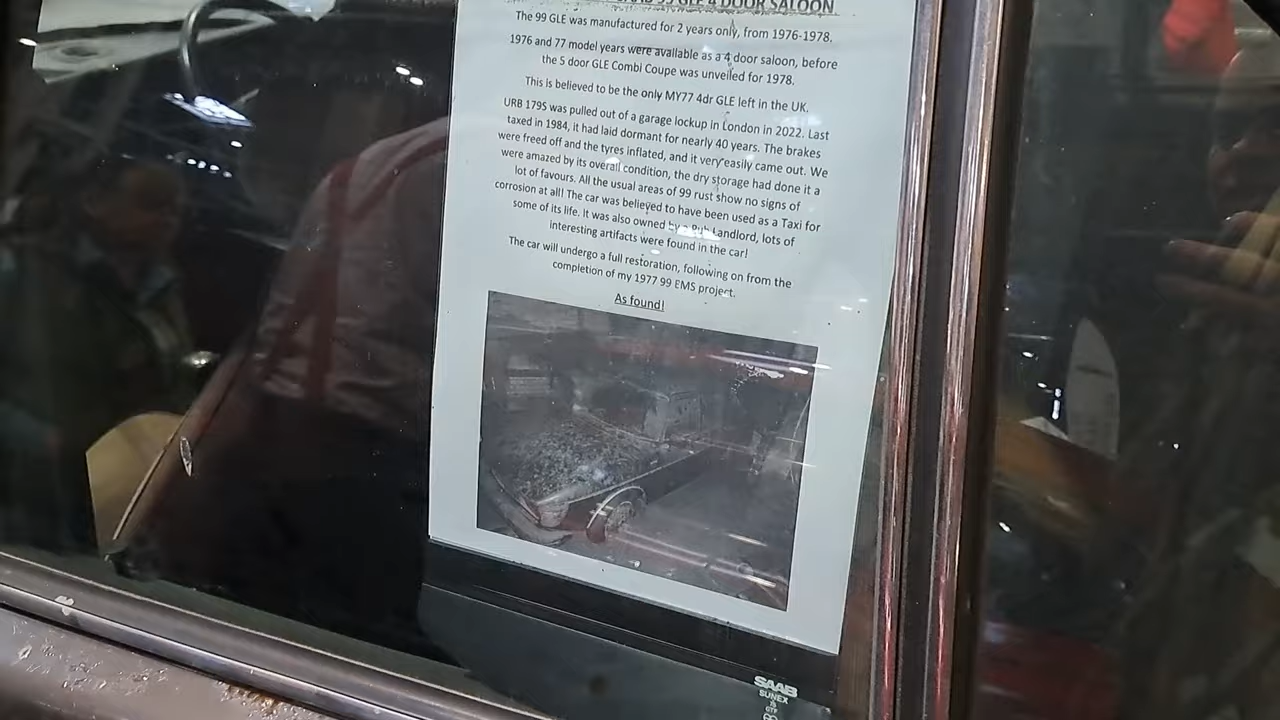 99 GLE 4 DOOR SALOON
The 99 GLE was manufactured for 2 years only, from 1976-1978.
1976 and 77 model years were available as a 4 door saloon, before
the 5 door GLE Combi Coupe was unveiled for 1978.
This is believed to be the only MY77 4dr GLE left in the UK.
URB 179S was pulled out of a garage lockup in London in 2022. Last
taxed in 1984, it had laid dormant for nearly 40 years. The brakes
were freed off and the tyres inflated, and it very easily came out. We
were amazed by its overall condition, the dry storage had done it a
lot of favours. All the usual areas of 99 rust show no signs of
corrosion at all! The car was believed to have been used as a Taxi for
some of its life. It was also owned by a Pub Landlord, lots of
interesting artifacts were found in the car!
The car will undergo a full restoration, following on from the
completion of my 1977 99 EMS project.
As found!
SAAB
SUNEX